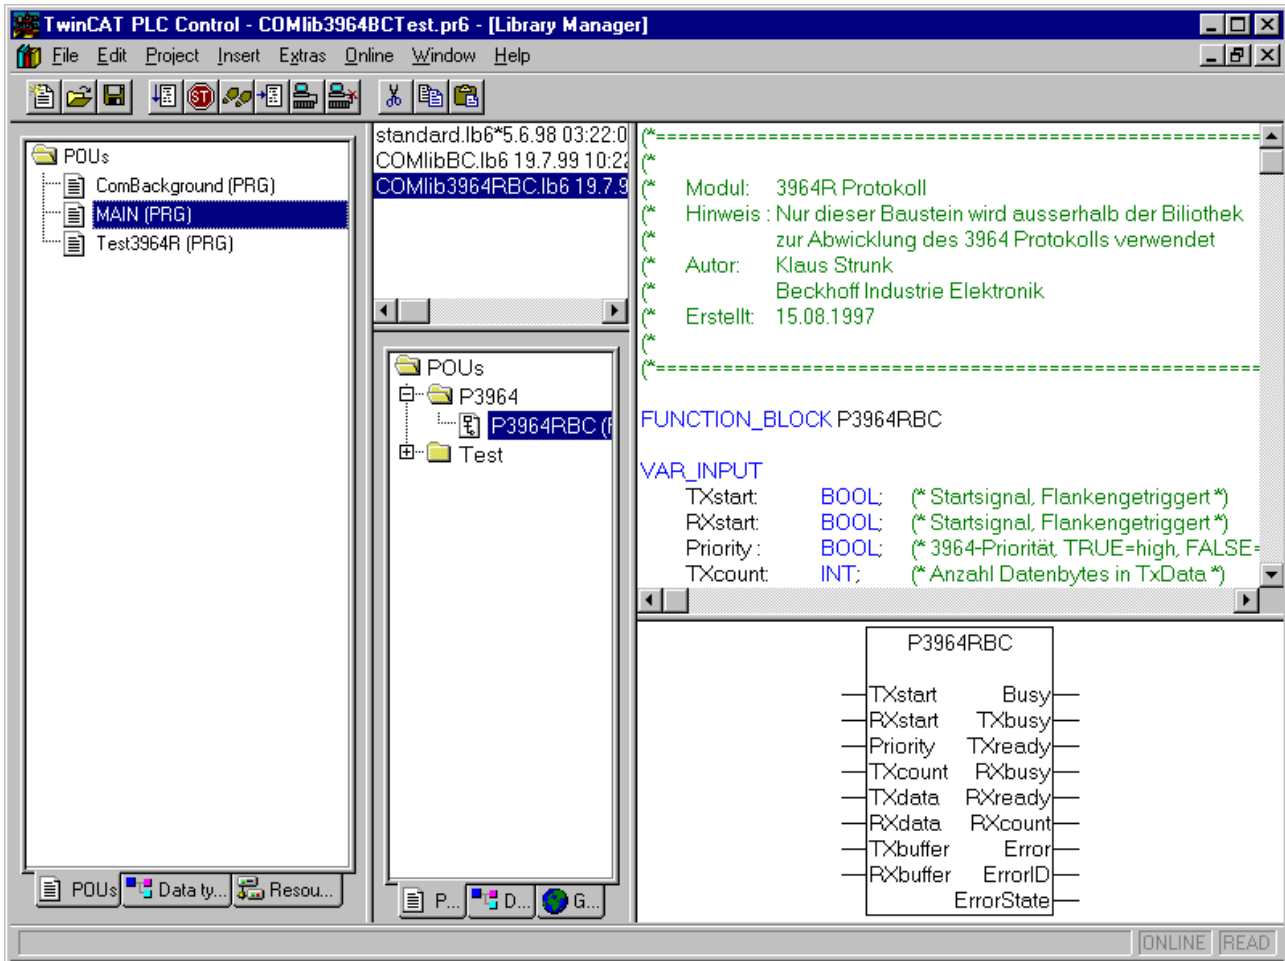 TwinCAT PLC Control - COMlib3964BCTest.pr6 - [Library Manager]
File Edit Project Insert Extras Online Window Help
POUs
ComBackground (PRG)
MAIN (PRG)
Test3964R (PRG)
POUs Data ty... Resou...
standard.lb6*5.6.98 03:22:0
COMlibBC.lb6 19.7.99 10:22
COMlib3964RBC.lb6 19.7.9
POUs
P3964
P3964RBC (F
Test
P... D... G...
(*======================================================
(*
(* Modul: 3964R Protokoll
(* Hinweis : Nur dieser Baustein wird ausserhalb der Biliothek
(* zur Abwicklung des 3964 Protokolls verwendet
(* Autor: Klaus Strunk
(* Beckhoff Industrie Elektronik
(* Erstellt: 15.08.1997
(*
(*======================================================
FUNCTION_BLOCK P3964RBC
VAR_INPUT
TXstart: BOOL; (* Startsignal, Flankengetriggert *)
RXstart: BOOL; (* Startsignal, Flankengetriggert *)
Priority : BOOL; (* 3964-Priorität, TRUE=high, FALSE=
TXcount: INT; (* Anzahl Datenbytes in TxData *)
P3964RBC
TXstart Busy
RXstart TXbusy
Priority TXready
TXcount RXbusy
TXdata RXready
RXdata RXcount
TXbuffer Error
RXbuffer ErrorID
ErrorState
ONLINE READ